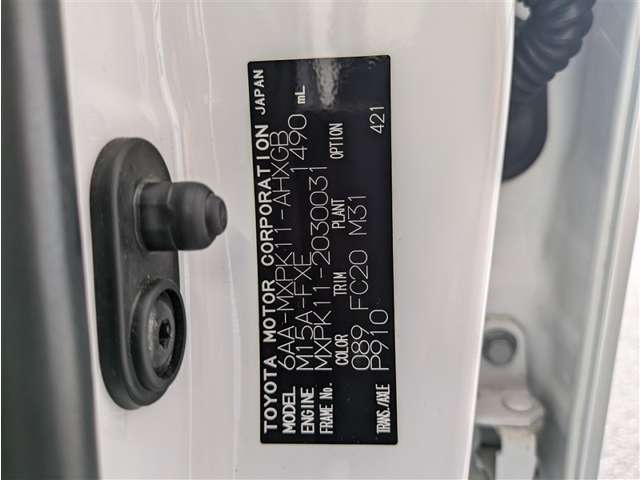 TOYOTA MOTOR CORPORATION JAPAN
MODEL 6AA-MXPK11-AHXGB
ENGINE M15A-FXE 1490 mL
FRAME No. MXPK11-2030031
COLOR TRIM PLANT OPTION
089 FC20 M31 421
TRANS./AXLE P910